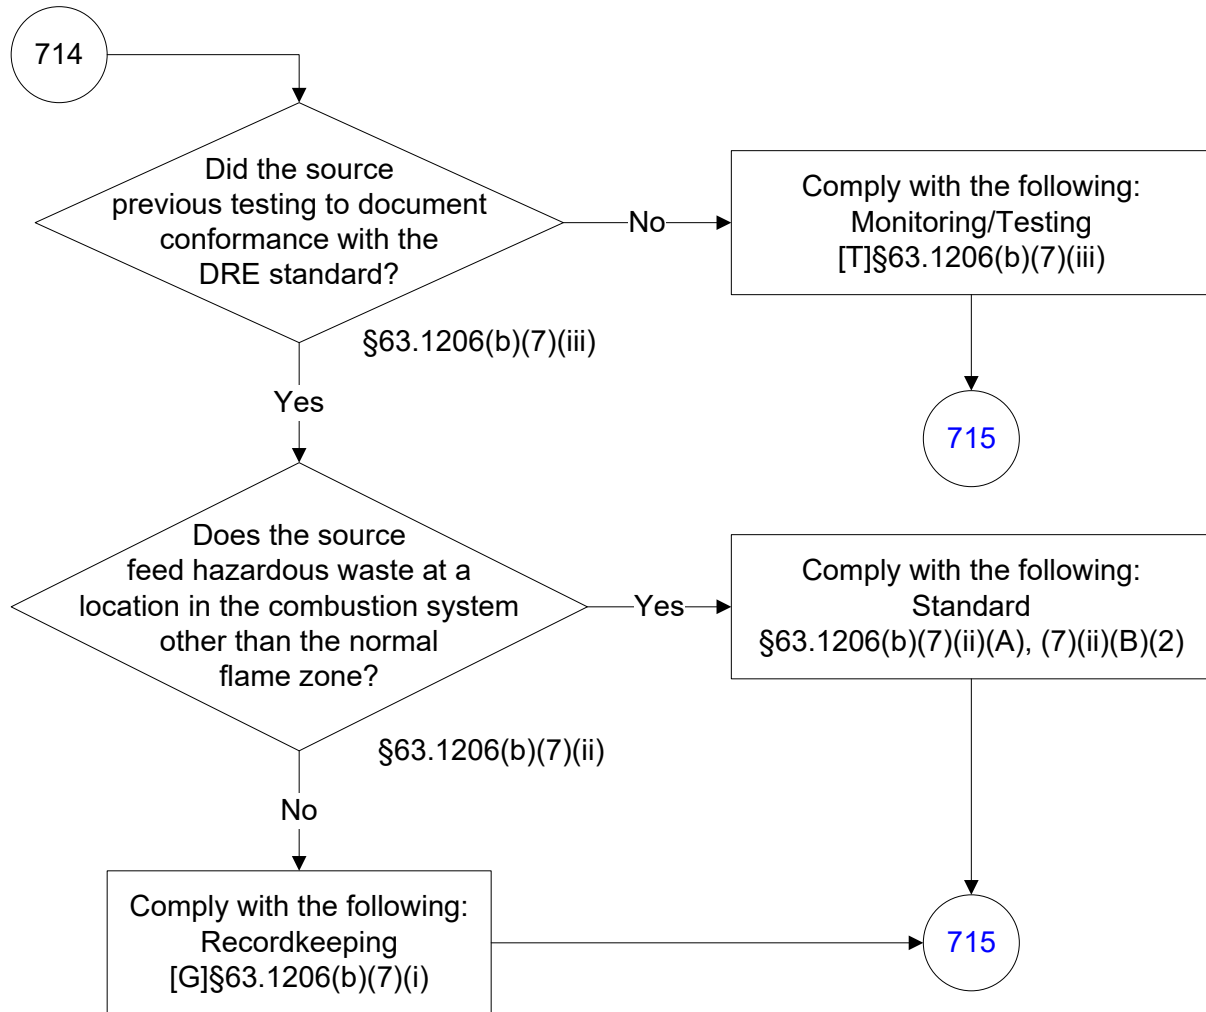 714
Did the source
previous testing to document
conformance with the
DRE standard?
§63.1206(b)(7)(iii)
No
Comply with the following:
Monitoring/Testing
[T]§63.1206(b)(7)(iii)
715
Yes
Does the source
feed hazardous waste at a
location in the combustion system
other than the normal
flame zone?
§63.1206(b)(7)(ii)
Yes
Comply with the following:
Standard
§63.1206(b)(7)(ii)(A), (7)(ii)(B)(2)
No
Comply with the following:
Recordkeeping
[G]§63.1206(b)(7)(i)
715